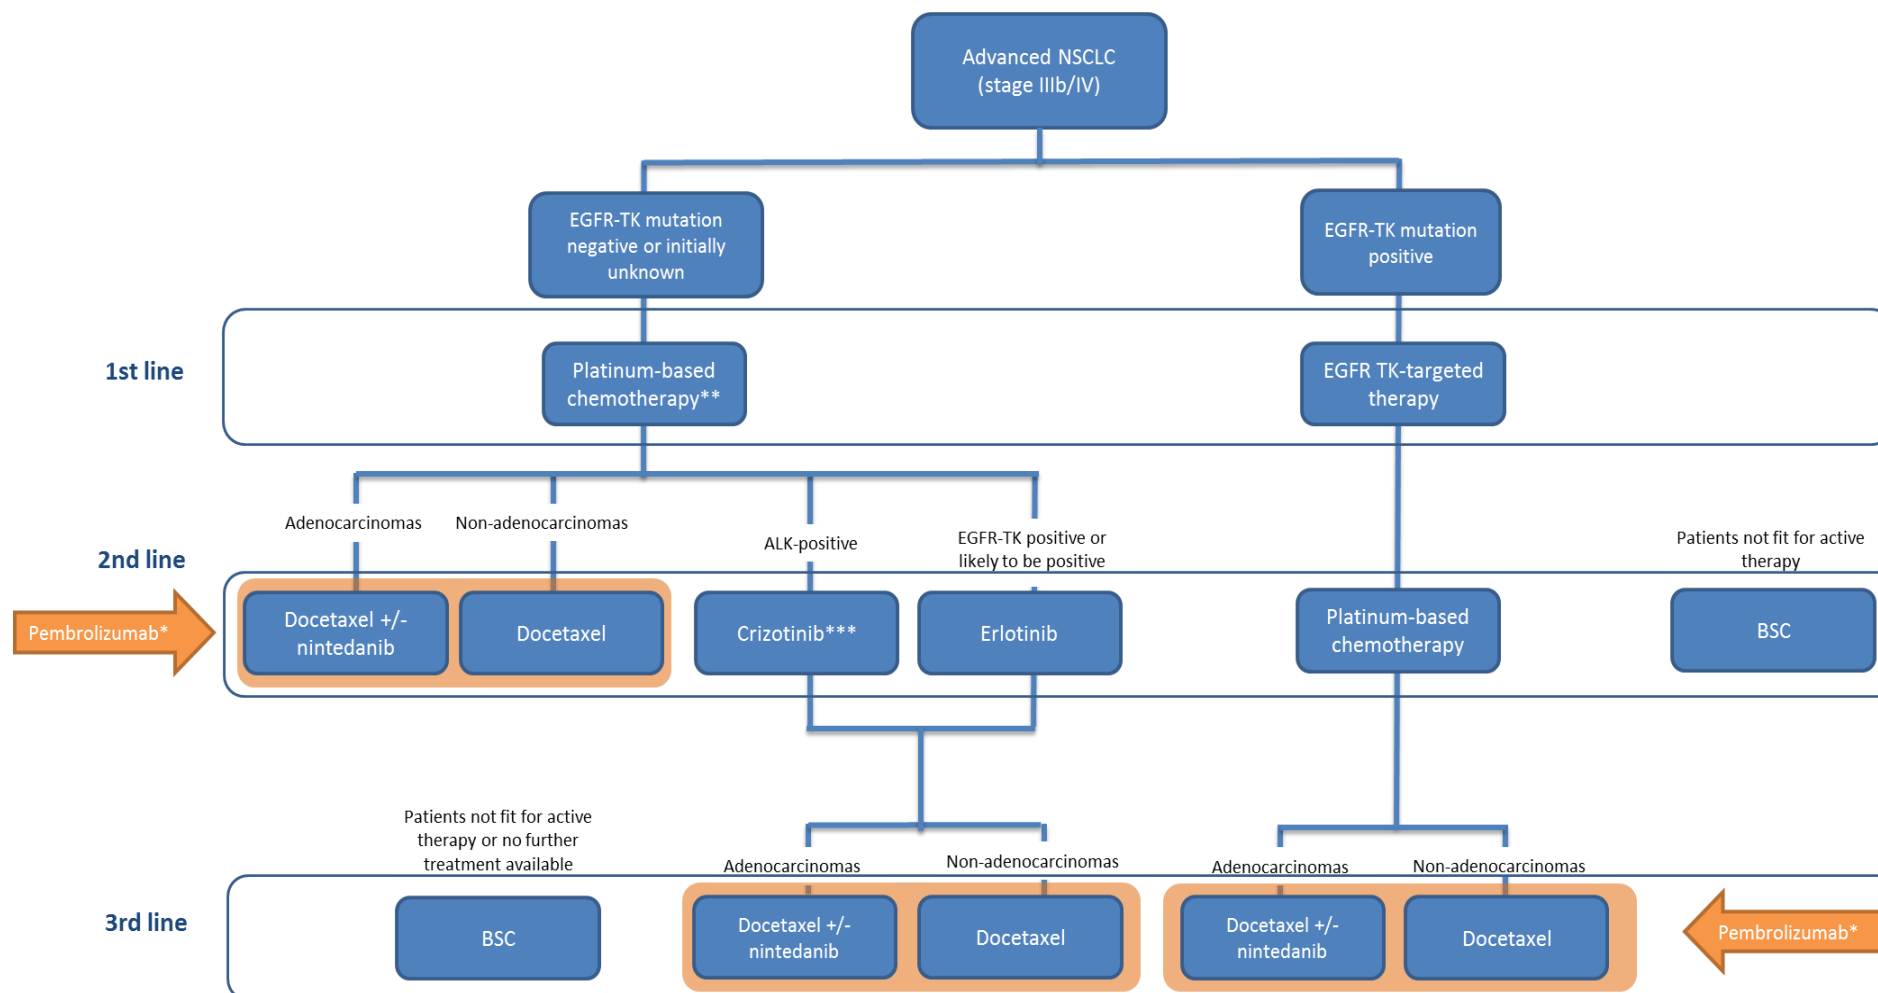 Advanced NSCLC
(stage IIIb/IV)
EGFR-TK mutation
negative or initially
unknown
EGFR-TK mutation
positive
1st line
Platinum-based
chemotherapy**
EGFR TK-targeted
therapy
Adenocarcinomas
Non-adenocarcinomas
ALK-positive
EGFR-TK positive or
likely to be positive
Patients not fit for active
therapy
2nd line
Pembrolizumab*
Docetaxel +/-
nintedanib
Docetaxel
Crizotinib***
Erlotinib
Platinum-based
chemotherapy
BSC
Patients not fit for active
therapy or no further
treatment available
Adenocarcinomas
Non-adenocarcinomas
Adenocarcinomas
Non-adenocarcinomas
3rd line
BSC
Docetaxel +/-
nintedanib
Docetaxel
Docetaxel +/-
nintedanib
Docetaxel
Pembrolizumab*